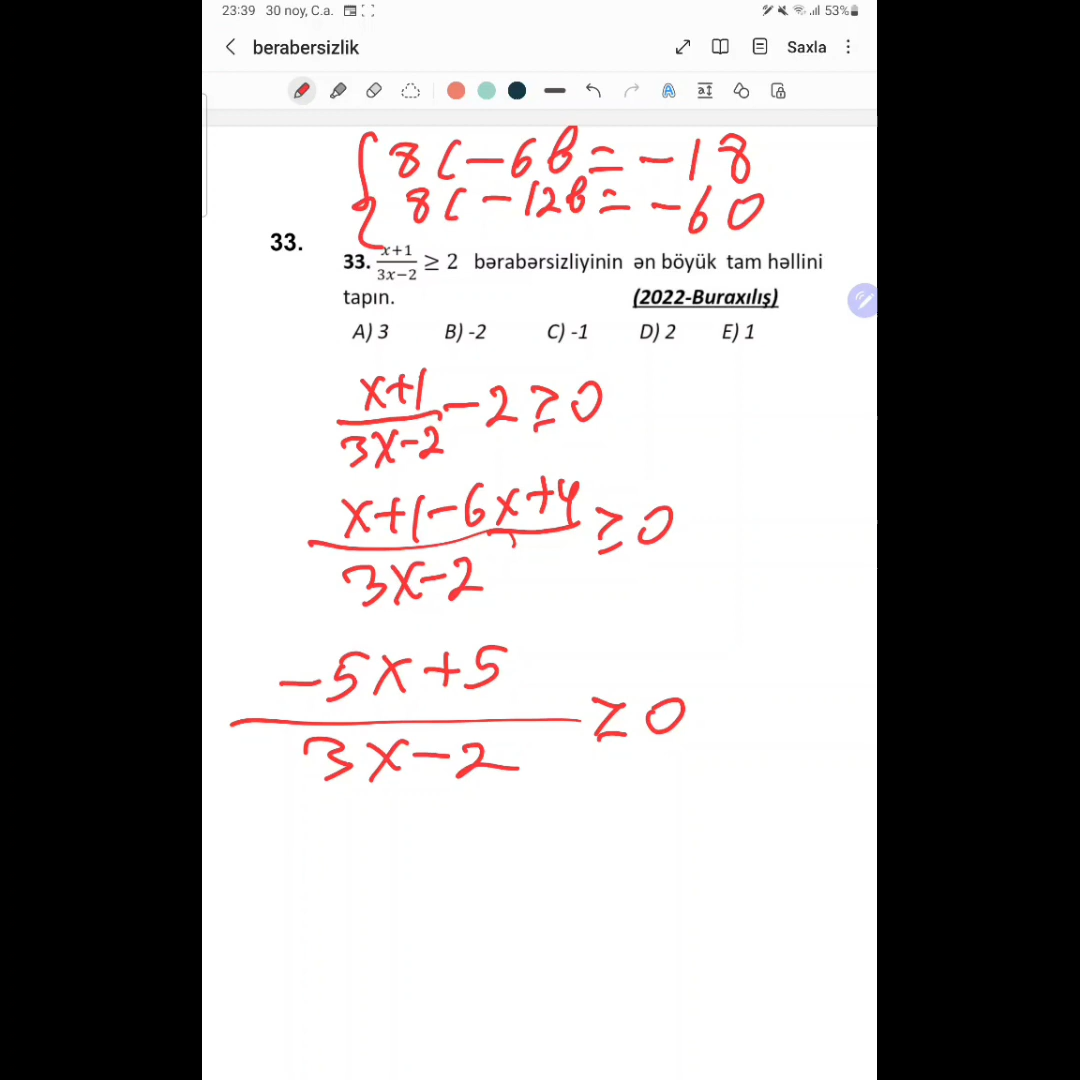 23:39 30 noy, C.a. 53%
berabersizlik Saxla
{8c-6b=-18
8c-12b=-60
33.
33. x+1/3x-2 ≥ 2 bərabərsizliyinin ən böyük tam həllini
tapın. (2022-Buraxılış)
A) 3 B) -2 C) -1 D) 2 E) 1
x+1/3x-2 - 2 ≥ 0
x+1-6x+4/3x-2 ≥ 0
-5x+5/3x-2 ≥ 0